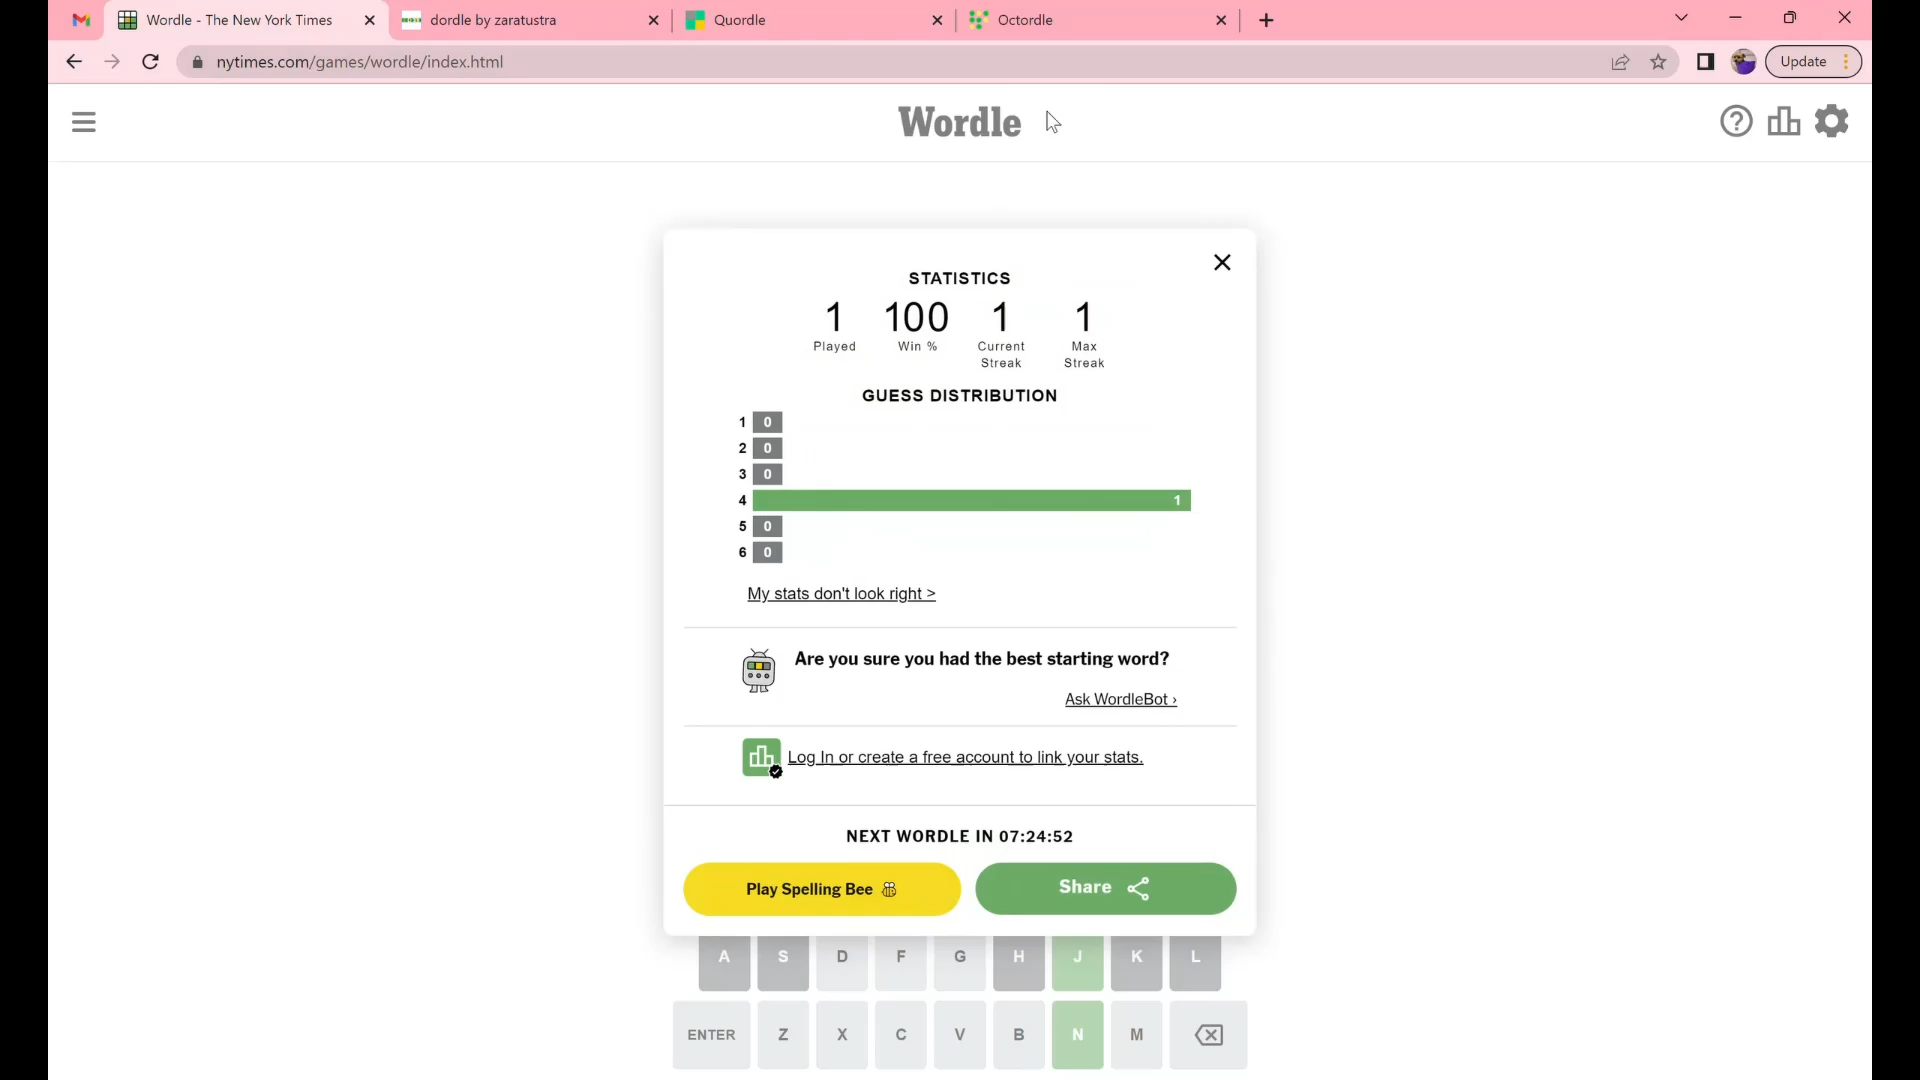 Wordle - The New York Times
dordle by zaratustra
Quordle
Octordle
nytimes.com/games/wordle/index.html
Update
Wordle
STATISTICS
1 100 1 1
Played Win % Current Streak Max Streak
GUESS DISTRIBUTION
1 0
2 0
3 0
4 1
5 0
6 0
My stats don't look right >
Are you sure you had the best starting word?
Ask WordleBot ›
Log In or create a free account to link your stats.
NEXT WORDLE IN 07:24:52
Play Spelling Bee
Share
A S D F G H J K L
ENTER Z X C V B N M